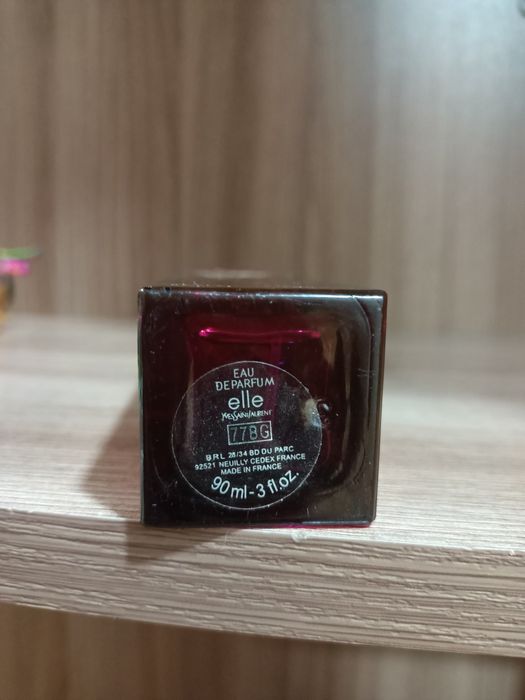 EAU
DE PARFUM
elle
YVESSAINTLAURENT
778G
B.R.L 28/34 BD DU PARC
92521 NEUILLY CEDEX FRANCE
MADE IN FRANCE
90 ml - 3 fl.oz.